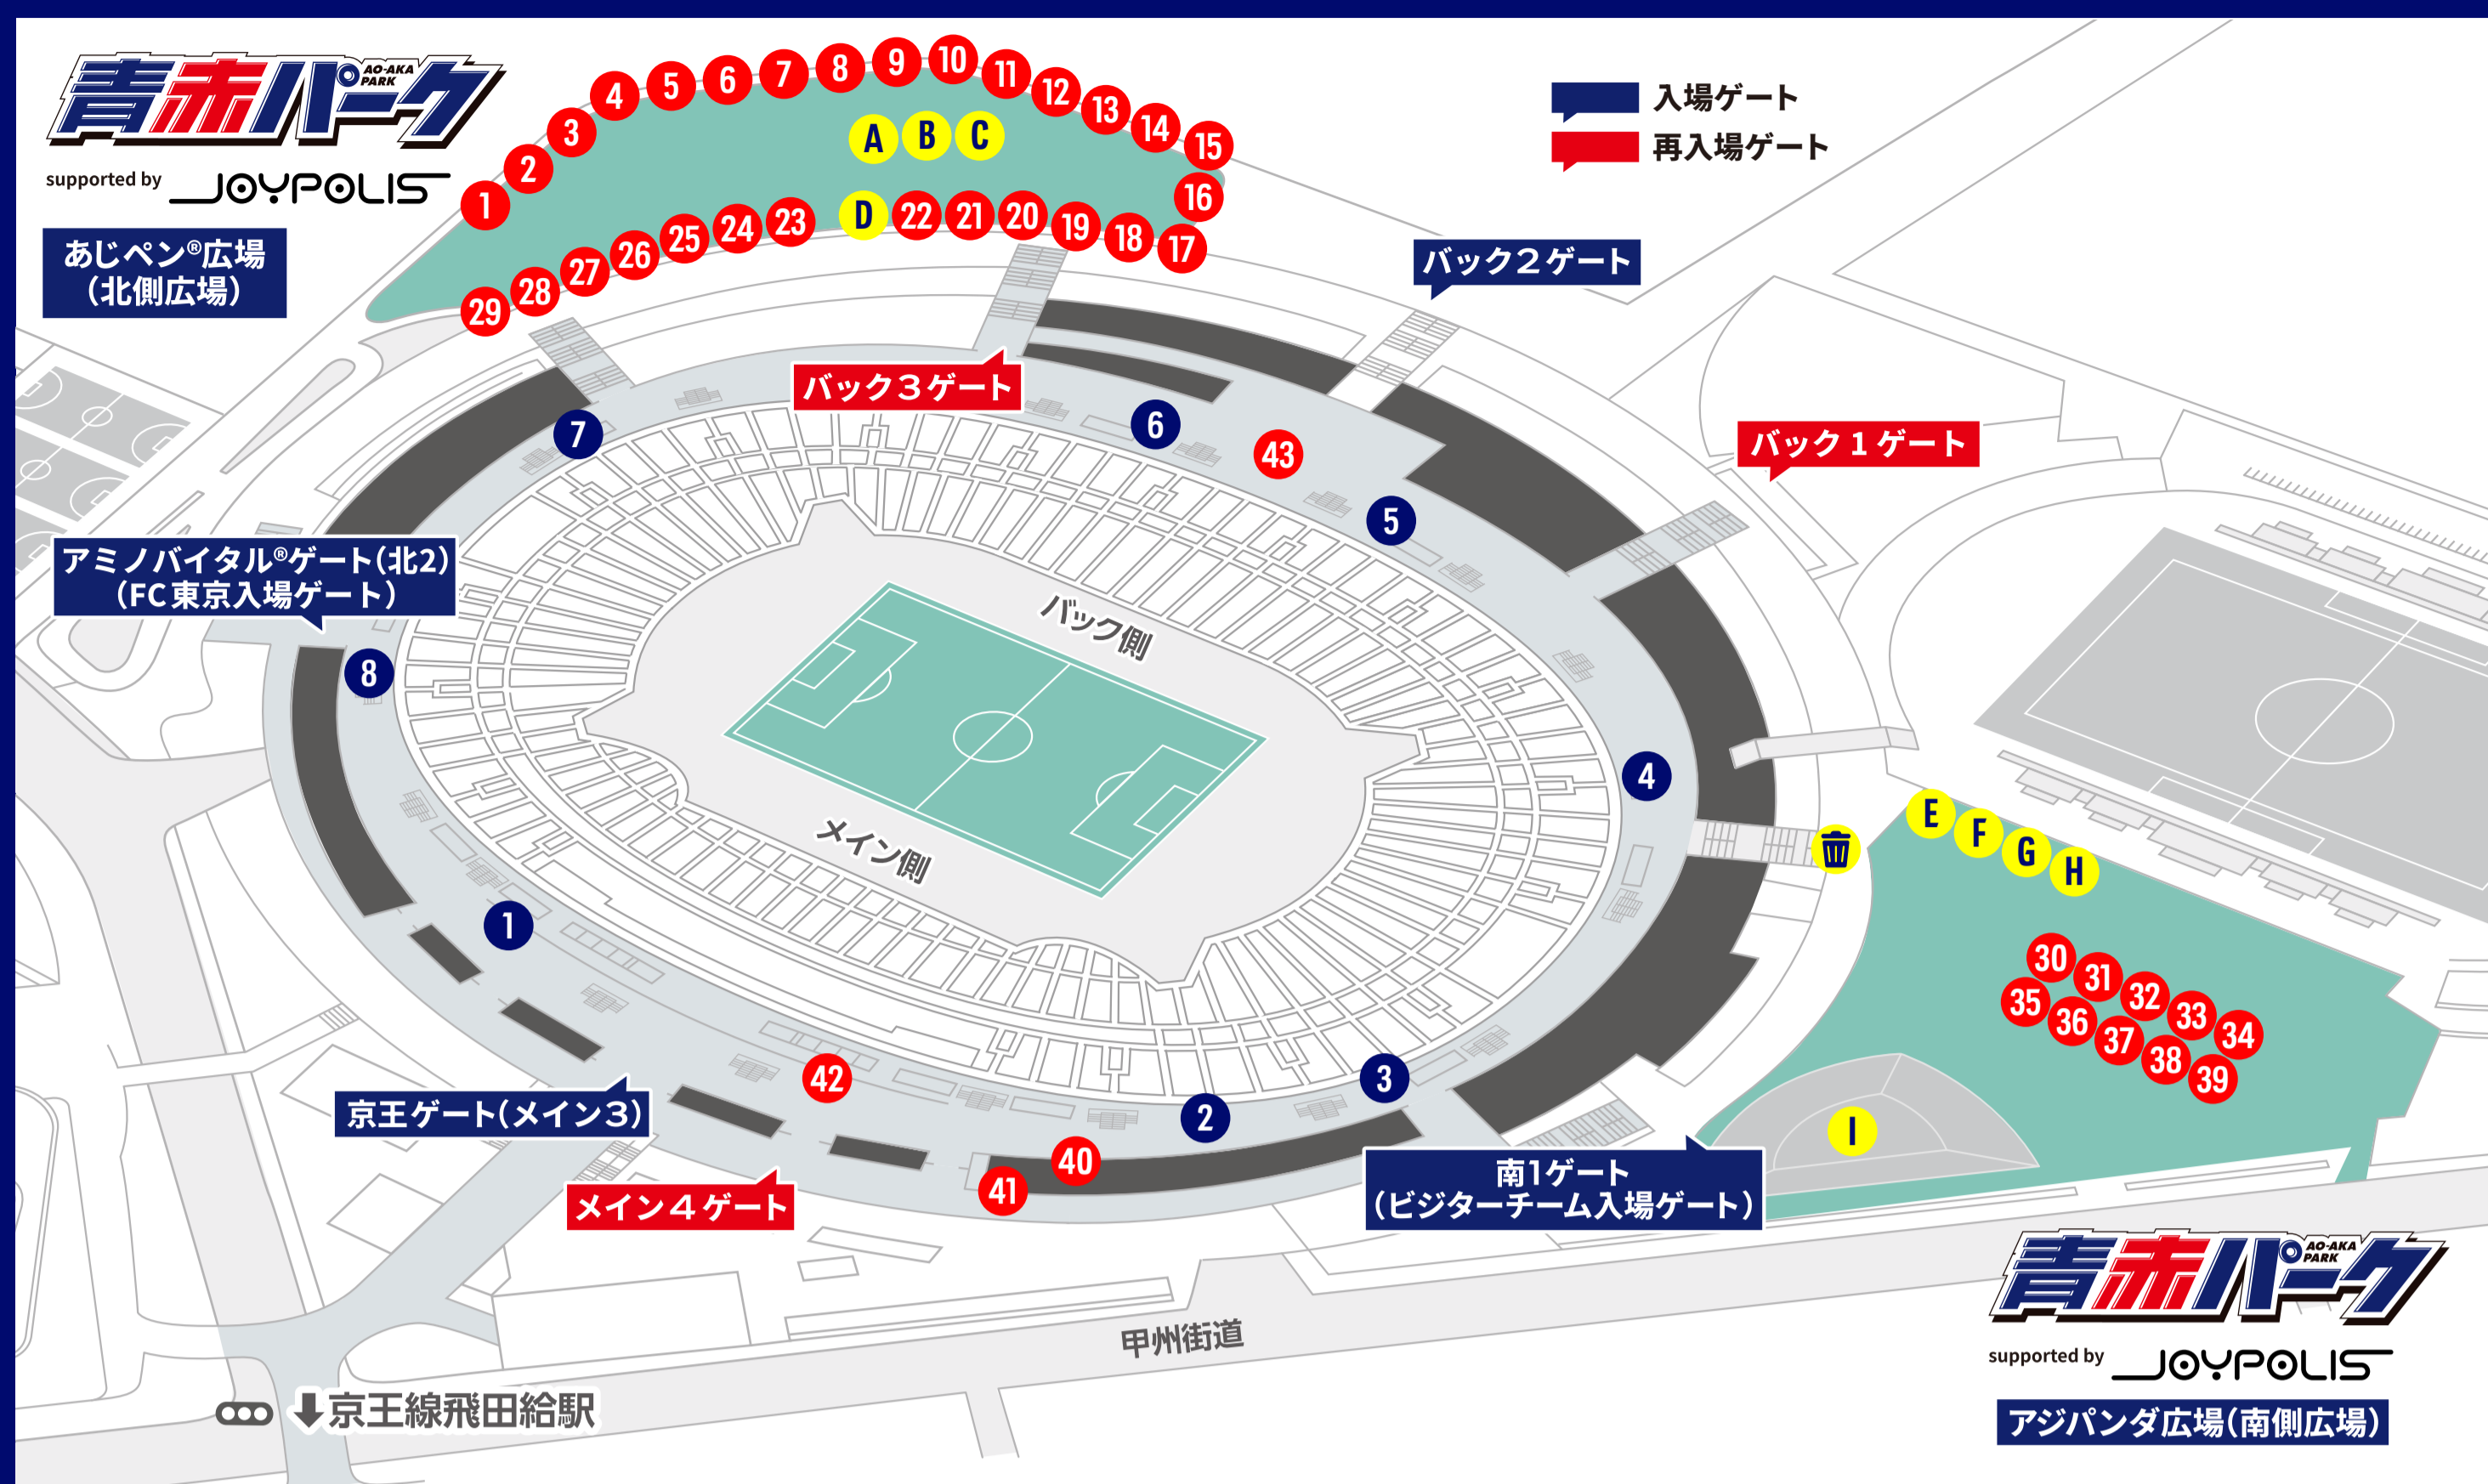 青赤パーク
AO-AKA
PARK
supported by JOYPOLIS
あじペン®広場
（北側広場）
入場ゲート
再入場ゲート
1
2
3
4
5
6
7
8
9
10
11
12
13
14
15
16
17
18
19
20
21
22
D
23
24
25
26
27
28
29
A
B
C
バック2ゲート
バック3ゲート
バック1ゲート
7
6
43
5
アミノバイタル®ゲート（北2）
（FC東京入場ゲート）
8
バック側
メイン側
4
E
F
G
H
30
31
32
33
34
35
36
37
38
39
I
1
42
3
2
40
41
京王ゲート（メイン3）
メイン4ゲート
南1ゲート
（ビジターチーム入場ゲート）
甲州街道
⬇京王線飛田給駅
青赤パーク
AO-AKA
PARK
supported by JOYPOLIS
アジパンダ広場（南側広場）